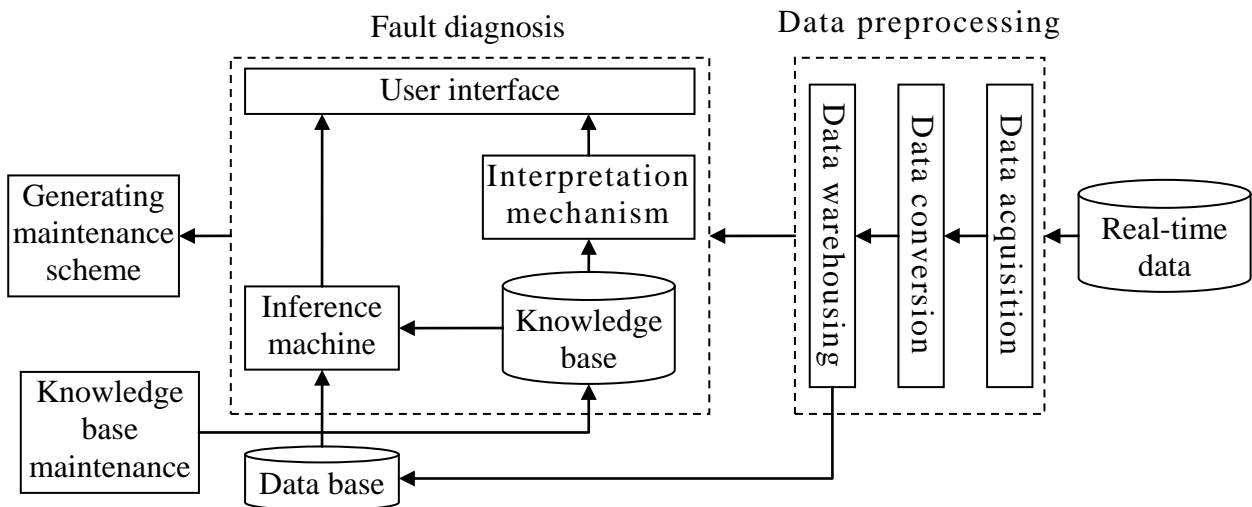 Fault diagnosis
Data preprocessing
User interface
Interpretation
mechanism
Generating
maintenance
scheme
Inference
machine
Knowledge
base
Data warehousing
Data conversion
Data acquisition
Real-time
data
Knowledge
base
maintenance
Data base